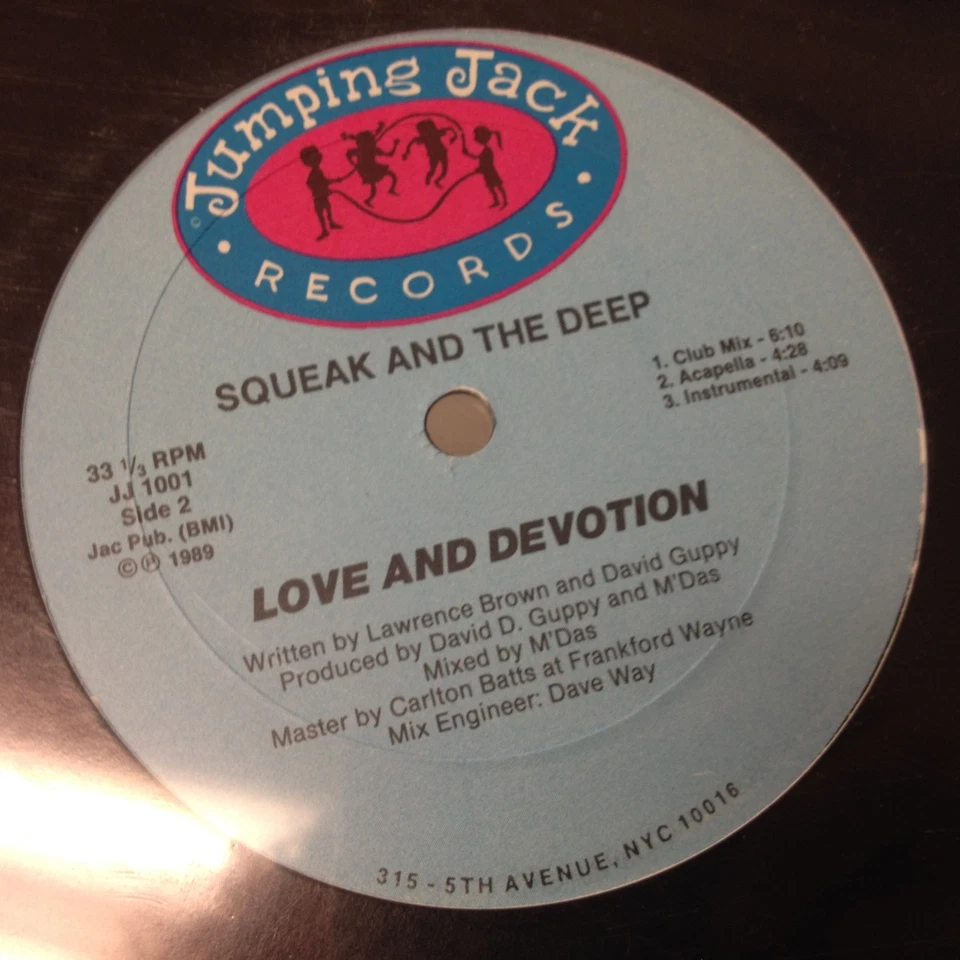 Jumping Jack
RECORDS
©
SQUEAK AND THE DEEP
1. Club Mix - 6:10
2. Acapella - 4:28
3. Instrumental - 4:09
33 1/3 RPM
JJ 1001
Side 2
Jac Pub. (BMI)
© ℗ 1989
LOVE AND DEVOTION
Written by Lawrence Brown and David Guppy
Produced by David D. Guppy and M'Das
Mixed by M'Das
Master by Carlton Batts at Frankford Wayne
Mix Engineer: Dave Way
315 - 5TH AVENUE, NYC 10016